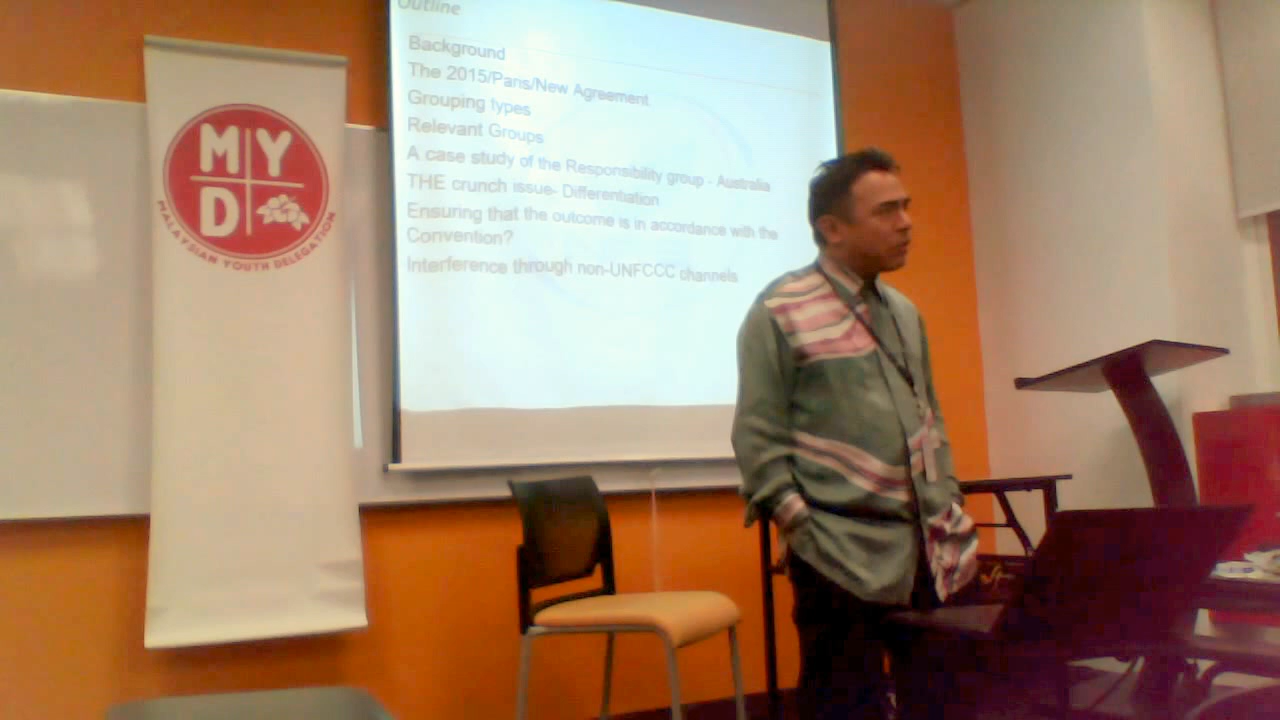 MY
D
MALAYSIAN YOUTH DELEGATION
Outline
Background
The 2015/Paris/New Agreement
Grouping types
Relevant Groups
A case study of the Responsibility group - Australia
THE crunch issue- Differentiation
Ensuring that the outcome is in accordance with the
Convention?
Interference through non-UNFCCC channels